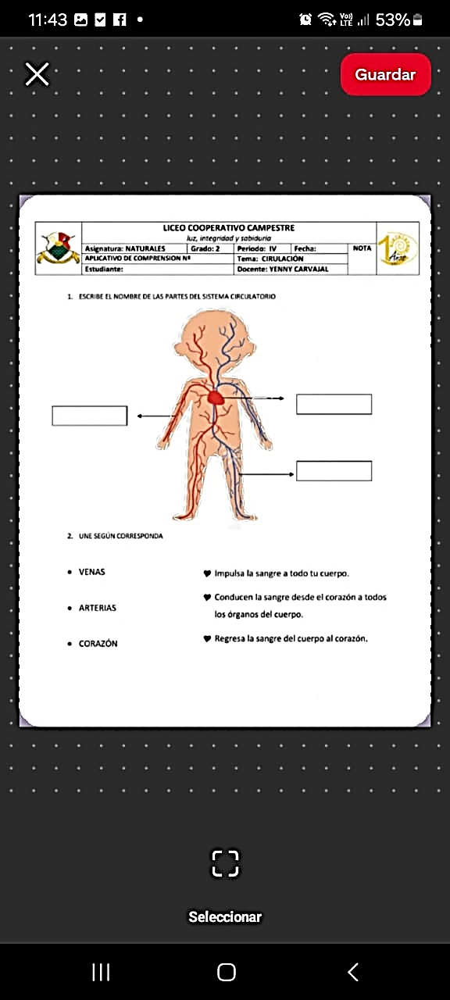 11:43
Vo)) LTE 53%
Guardar
LICEO COOPERATIVO CAMPESTRE
luz, integridad y sabiduria
Asignatura: NATURALES Grado: 2 Periodo: IV Fecha: NOTA
APLICATIVO DE COMPRENSION Nº Tema: CIRULACIÓN
Estudiante: Docente: YENNY CARVAJAL
1. ESCRIBE EL NOMBRE DE LAS PARTES DEL SISTEMA CIRCULATORIO
2. UNE SEGÚN CORRESPONDA
• VENAS
♥ Impulsa la sangre a todo tu cuerpo.
• ARTERIAS
♥ Conducen la sangre desde el corazón a todos
los órganos del cuerpo.
• CORAZÓN
♥ Regresa la sangre del cuerpo al corazón.
Seleccionar